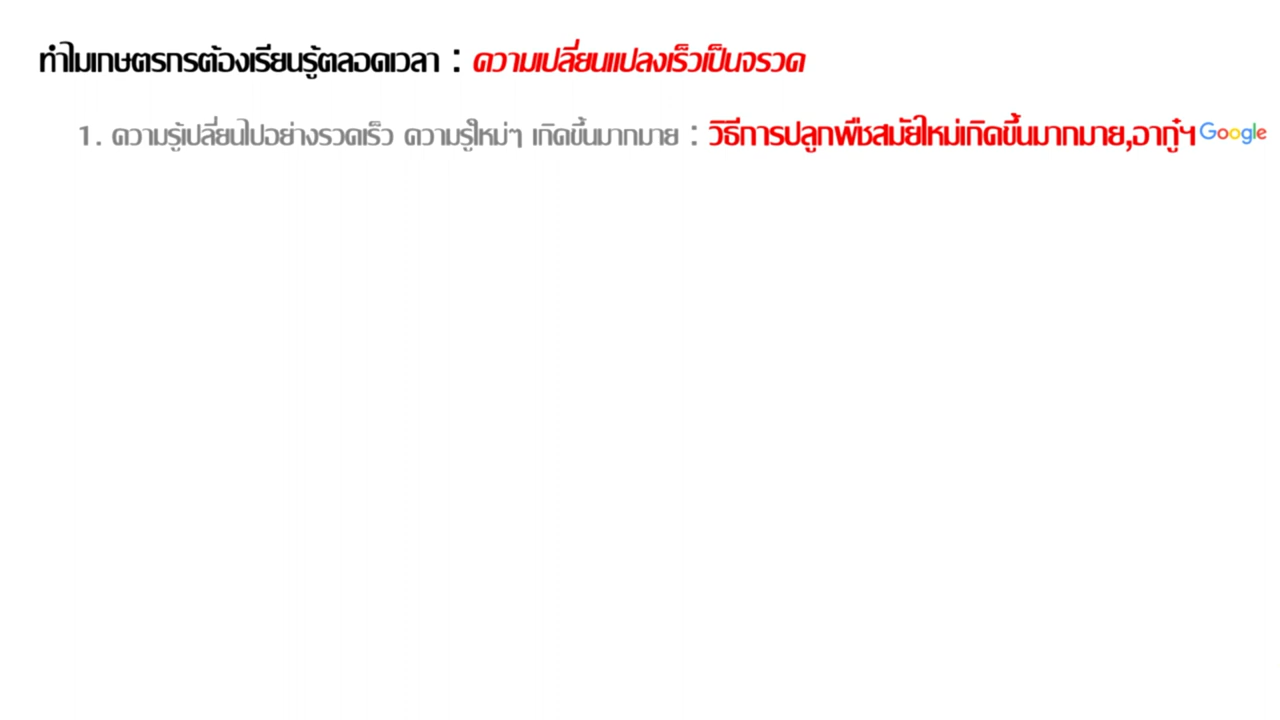 ทำไมเกษตรกรต้องเรียนรู้ตลอดเวลา : ความเปลี่ยนแปลงเร็วเป็นจรวด
1. ความรู้เปลี่ยนไปอย่างรวดเร็ว ความรู้ใหม่ๆ เกิดขึ้นมากมาย : วิธีการปลูกพืชสมัยใหม่เกิดขึ้นมากมาย,อากู๋ฯ Google